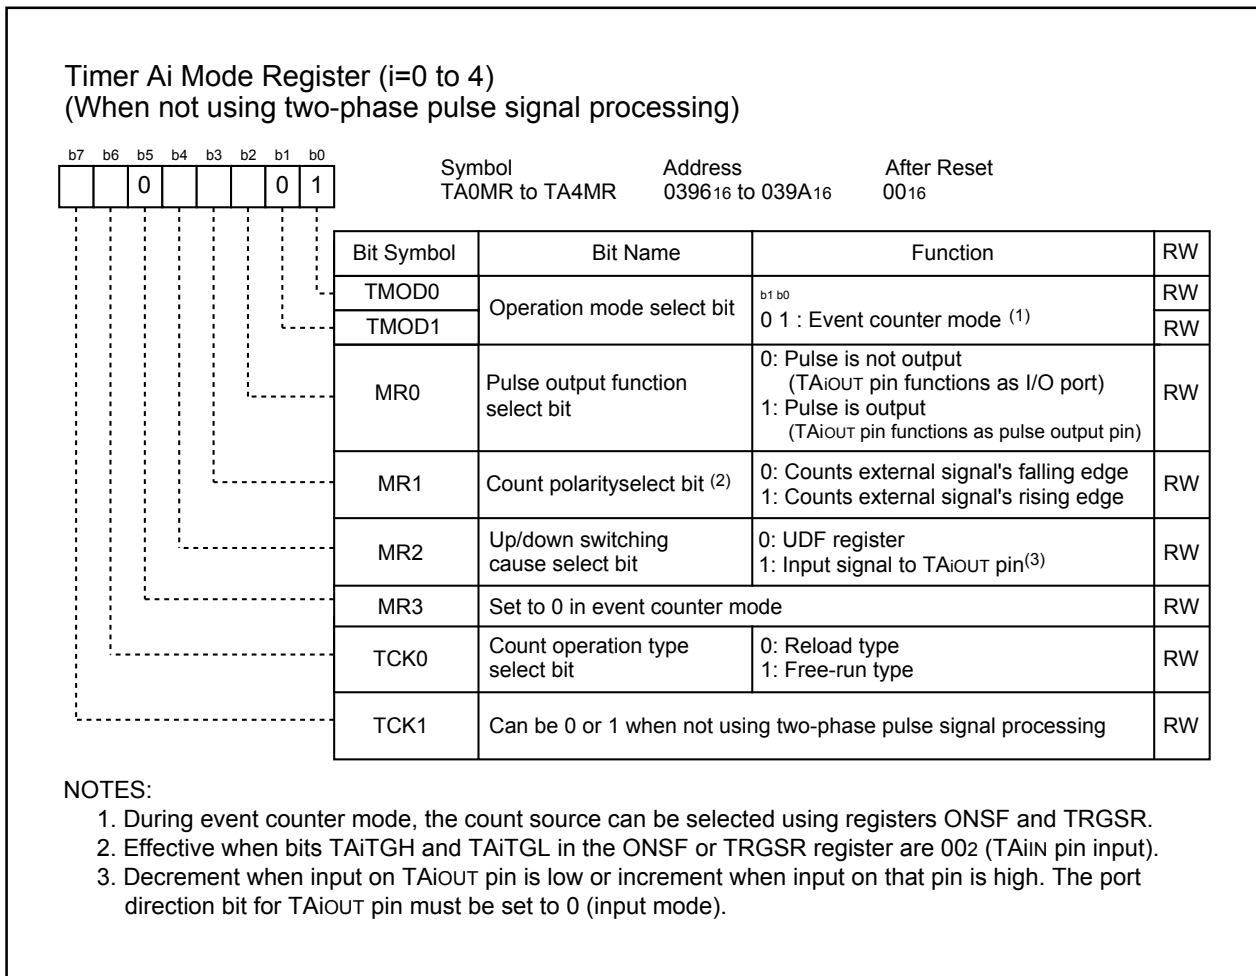 Timer Ai Mode Register (i=0 to 4)
(When not using two-phase pulse signal processing)
b7 b6 b5 b4 b3 b2 b1 b0
0 0 1
Symbol Address After Reset
TA0MR to TA4MR 039616 to 039A16 0016
Bit Symbol Bit Name Function RW
TMOD0 RW
Operation mode select bit
b1 b0
0 1 : Event counter mode (1)
TMOD1 RW
MR0
Pulse output function
select bit
0: Pulse is not output
(TAiOUT pin functions as I/O port)
1: Pulse is output
(TAiOUT pin functions as pulse output pin)
RW
MR1
Count polarityselect bit (2)
0: Counts external signal's falling edge
1: Counts external signal's rising edge
RW
MR2
Up/down switching
cause select bit
0: UDF register
1: Input signal to TAiOUT pin(3)
RW
MR3 Set to 0 in event counter mode RW
TCK0
Count operation type
select bit
0: Reload type
1: Free-run type
RW
TCK1 Can be 0 or 1 when not using two-phase pulse signal processing RW
NOTES:
1. During event counter mode, the count source can be selected using registers ONSF and TRGSR.
2. Effective when bits TAiTGH and TAiTGL in the ONSF or TRGSR register are 002 (TAiIN pin input).
3. Decrement when input on TAiOUT pin is low or increment when input on that pin is high. The port
direction bit for TAiOUT pin must be set to 0 (input mode).